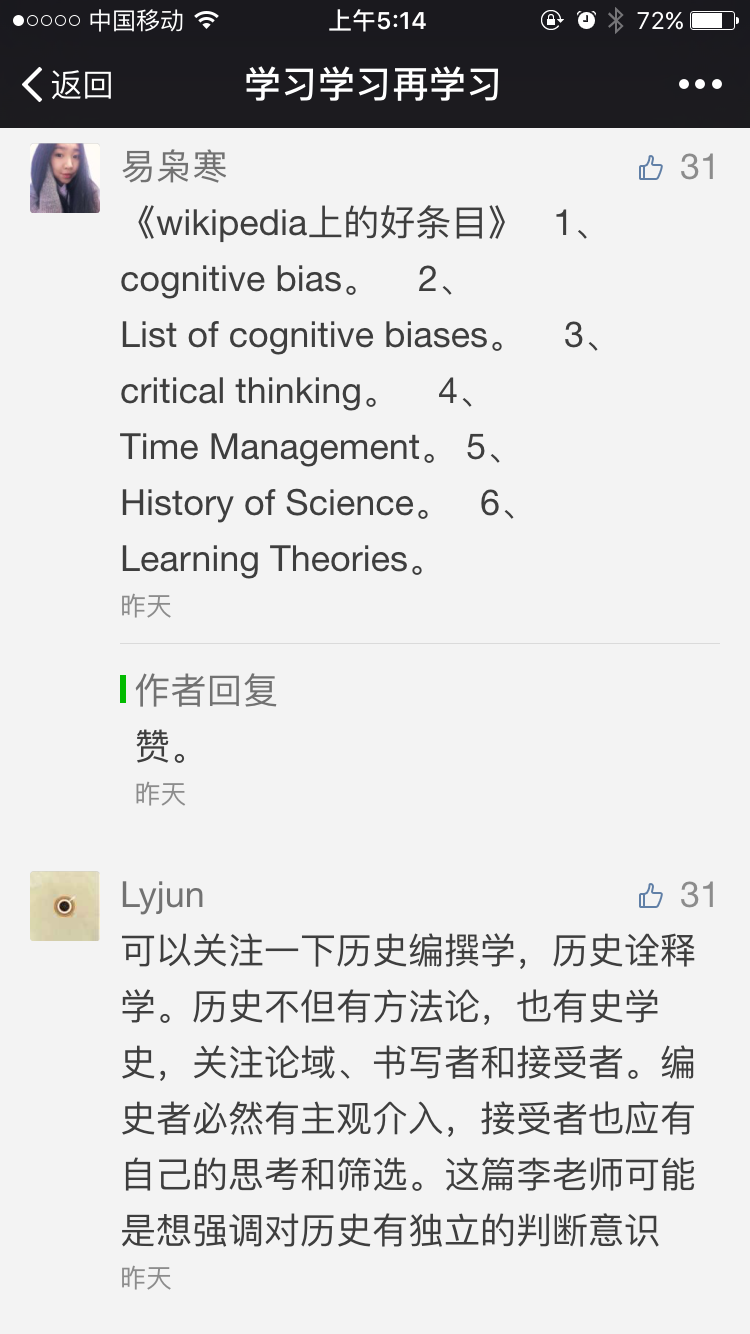 中国移动 上午5:14 72%
返回 学习学习再学习
易枭寒 31
《wikipedia上的好条目》 1、
cognitive bias。 2、
List of cognitive biases。 3、
critical thinking。 4、
Time Management。 5、
History of Science。 6、
Learning Theories。
昨天
作者回复
赞。
昨天
Lyjun 31
可以关注一下历史编撰学，历史诠释
学。历史不但有方法论，也有史学
史，关注论域、书写者和接受者。编
史者必然有主观介入，接受者也应有
自己的思考和筛选。这篇李老师可能
是想强调对历史有独立的判断意识
昨天